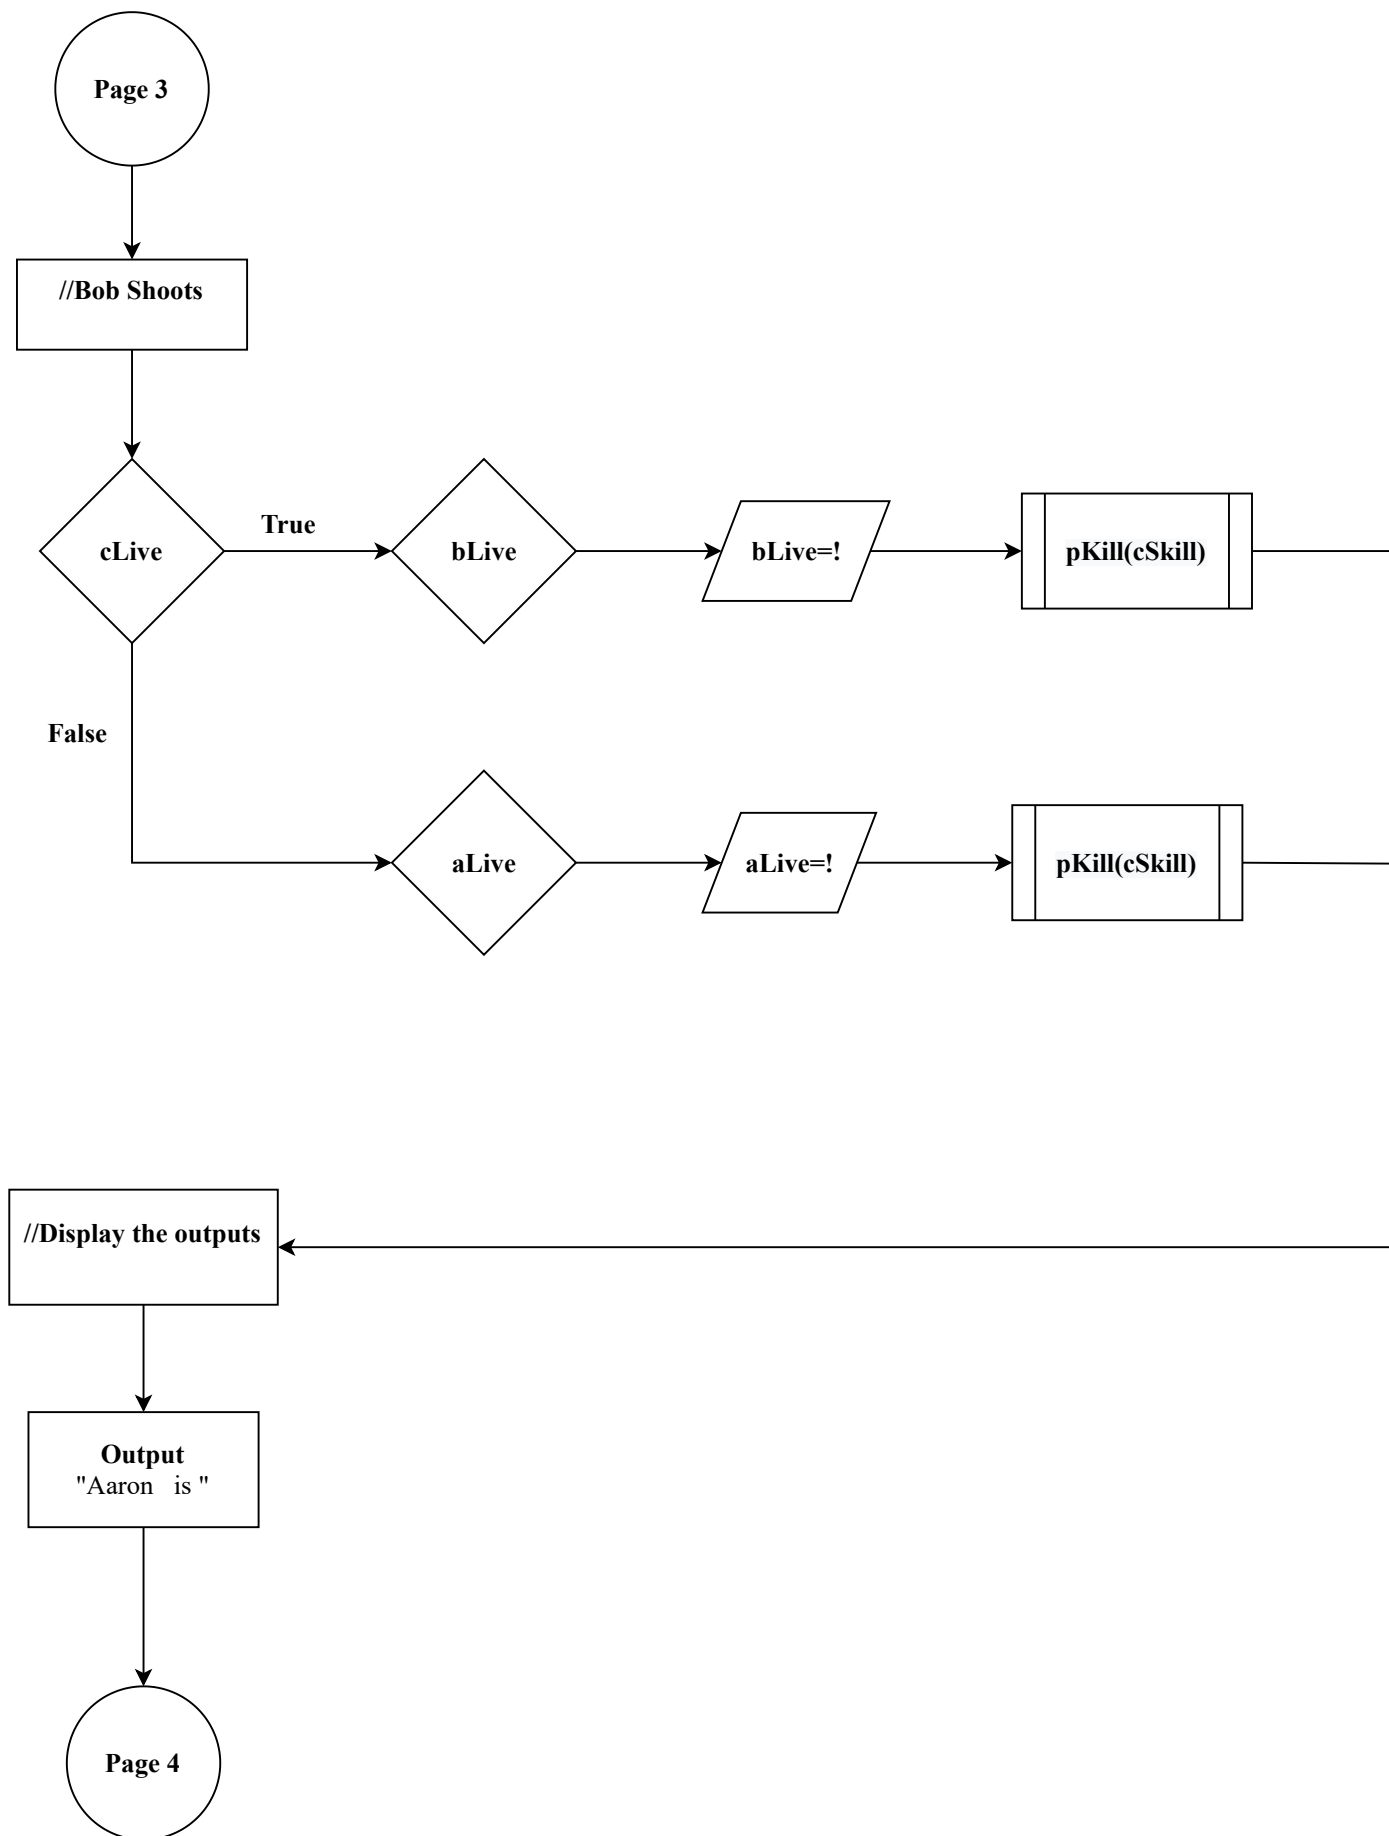 Page 3
//Bob Shoots
cLive
True
bLive
bLive=!
pKill(cSkill)
False
aLive
aLive=!
pKill(cSkill)
//Display the outputs
Output
"Aaron   is "
Page 4